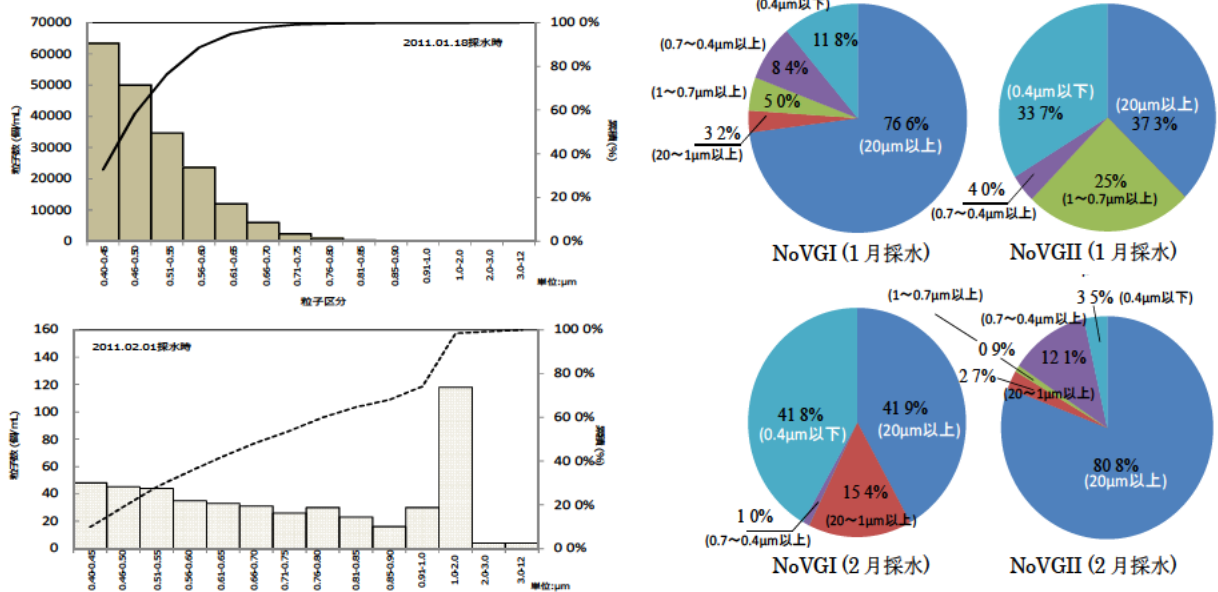 70000
60000
50000
40000
30000
20000
10000
0
粒子数 (個/mL)
100 0%
80 0%
60 0%
40 0%
20 0%
0 0%
累積(%)
2011.01.18採水時
0.40-0.45
0.46-0.50
0.51-0.55
0.56-0.60
0.61-0.65
0.66-0.70
0.71-0.75
0.76-0.80
0.81-0.85
0.85-0.90
0.91-1.0
1.0-2.0
2.0-3.0
3.0-12
単位:μm
粒子区分
160
140
120
100
80
60
40
20
0
粒子数 (個/mL)
100 0%
80 0%
60 0%
40 0%
20 0%
0 0%
累積(%)
2011.02.01採水時
0.40-0.45
0.46-0.50
0.51-0.55
0.56-0.60
0.61-0.65
0.66-0.70
0.71-0.75
0.76-0.80
0.81-0.85
0.85-0.90
0.91-1.0
1.0-2.0
2.0-3.0
3.0-12
単位:μm
(0.4μm以下)
11 8%
(0.7～0.4μm以上)
8 4%
(1～0.7μm以上)
5 0%
3 2%
(20～1μm以上)
76 6%
(20μm以上)
NoVGI (1 月採水)
(0.4μm以下)
33 7%
(20μm以上)
37 3%
4 0%
(0.7～0.4μm以上)
25%
(1～0.7μm以上)
NoVGII (1 月採水)
41 8%
(0.4μm以下)
41 9%
(20μm以上)
15 4%
(20～1μm以上)
1 0%
(0.7～0.4μm以上)
NoVGI (2 月採水)
(1～0.7μm以上)
3 5% (0.4μm以下)
(0.7～0.4μm以上)
0 9%
12 1%
2 7%
(20～1μm以上)
80 8%
(20μm以上)
NoVGII (2 月採水)